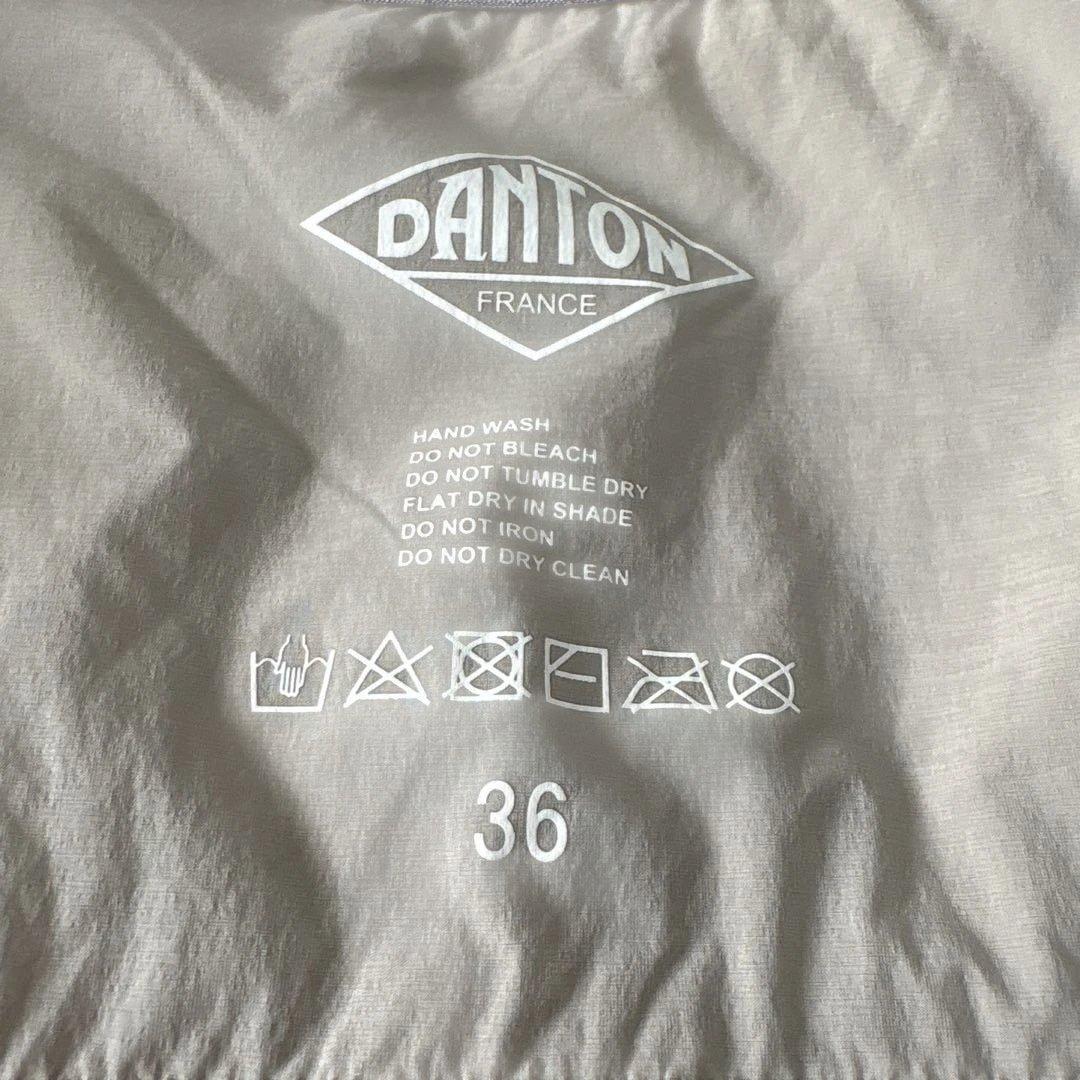 DANTON
FRANCE
HAND WASH
DO NOT BLEACH
DO NOT TUMBLE DRY
FLAT DRY IN SHADE
DO NOT IRON
DO NOT DRY CLEAN
36